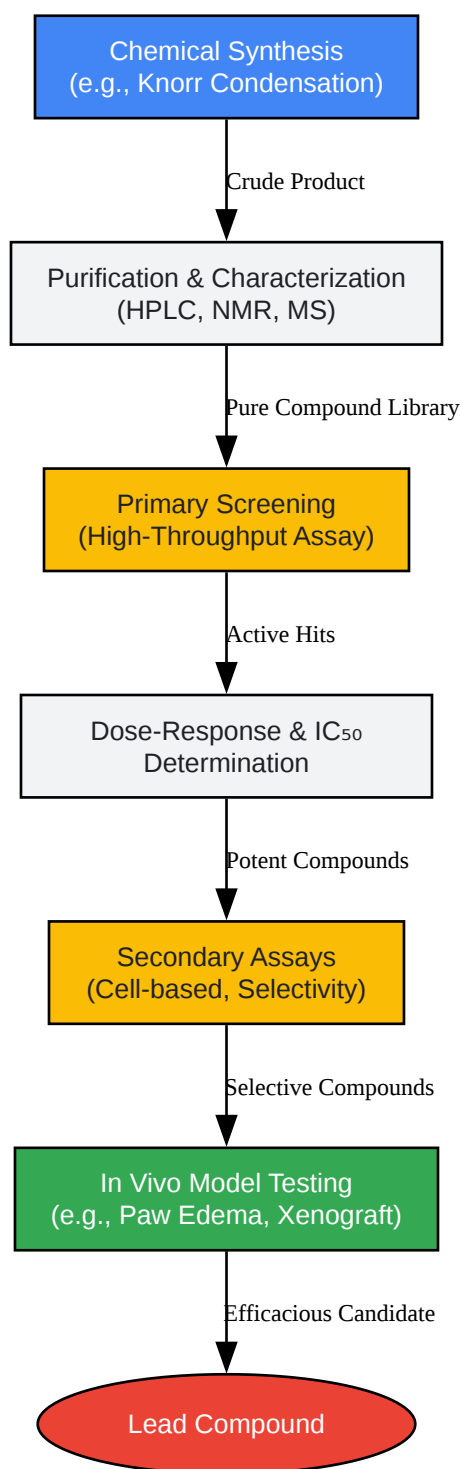 Chemical Synthesis
(e.g., Knorr Condensation)
Crude Product
Purification & Characterization
(HPLC, NMR, MS)
Pure Compound Library
Primary Screening
(High-Throughput Assay)
Active Hits
Dose-Response & IC₅₀
Determination
Potent Compounds
Secondary Assays
(Cell-based, Selectivity)
Selective Compounds
In Vivo Model Testing
(e.g., Paw Edema, Xenograft)
Efficacious Candidate
Lead Compound